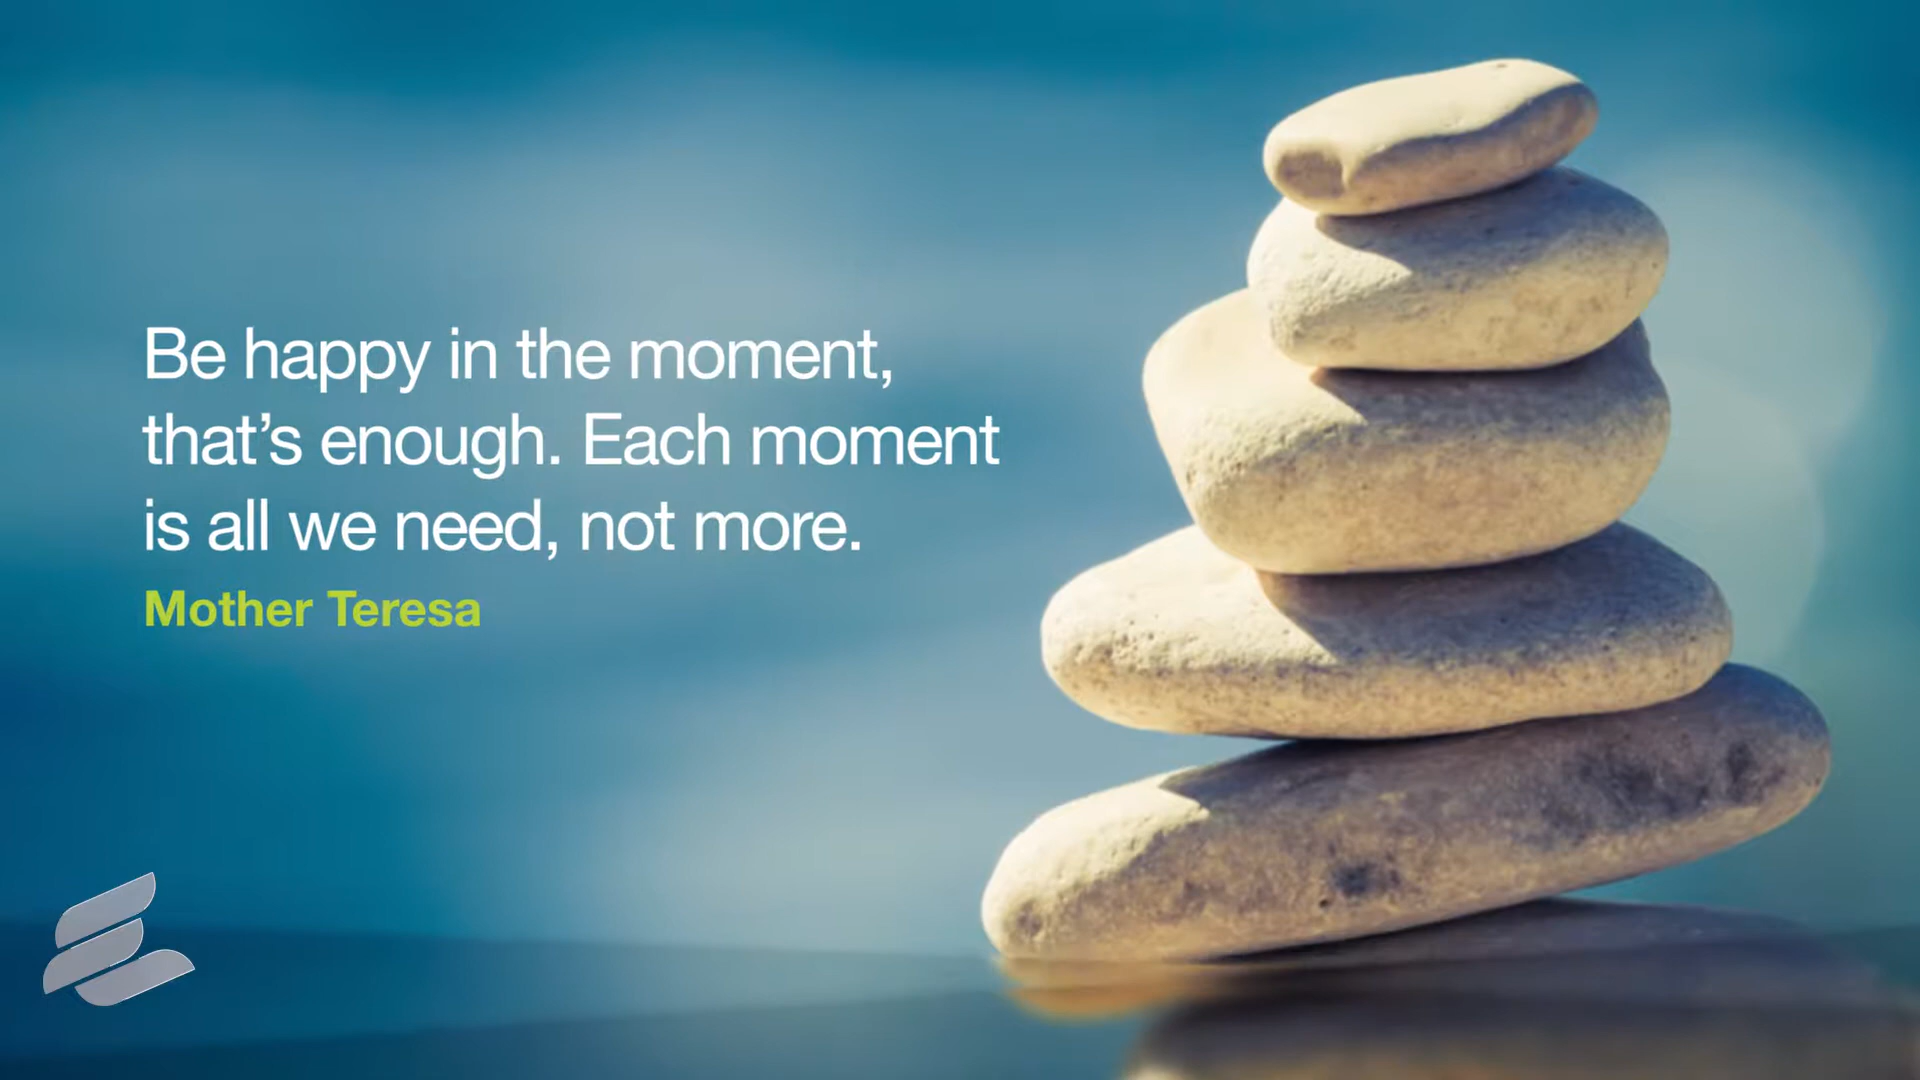 Be happy in the moment,
that’s enough. Each moment
is all we need, not more.
Mother Teresa